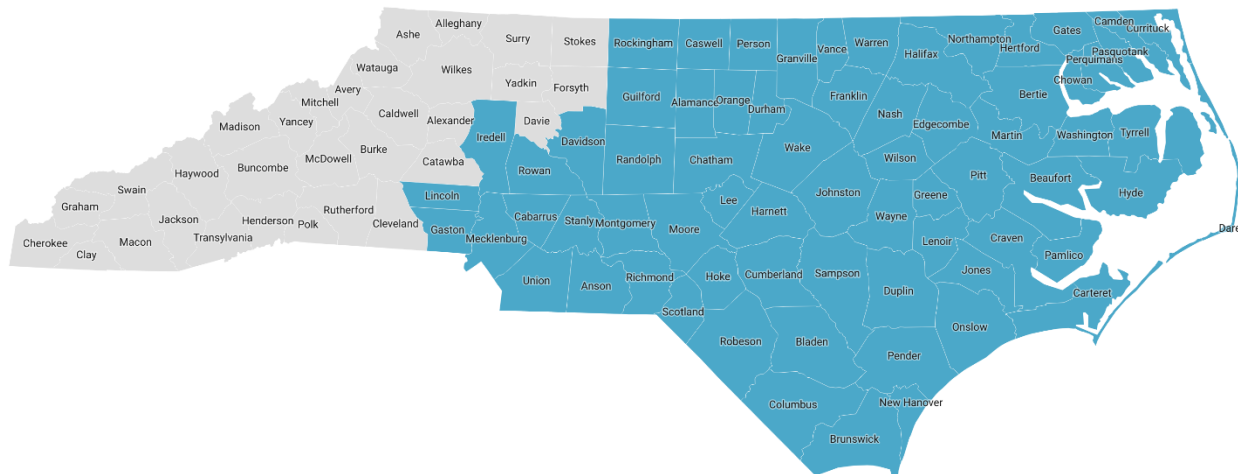 Alleghany
Ashe
Surry
Stokes
Rockingham
Caswell
Person
Granville
Vance
Warren
Halifax
Northampton
Hertford
Gates
Camden
Currituck
Pasquotank
Perquimans
Chowan
Watauga
Wilkes
Yadkin
Forsyth
Guilford
Alamance
Orange
Durham
Franklin
Nash
Edgecombe
Bertie
Avery
Mitchell
Yancey
Madison
Caldwell
Alexander
Iredell
Davie
Davidson
Randolph
Chatham
Wake
Wilson
Martin
Washington
Tyrrell
Haywood
Buncombe
McDowell
Burke
Catawba
Rowan
Swain
Graham
Jackson
Henderson
Polk
Rutherford
Cleveland
Lincoln
Gaston
Cabarrus
Stanly
Montgomery
Moore
Lee
Harnett
Johnston
Wayne
Greene
Pitt
Beaufort
Hyde
Dare
Cherokee
Clay
Macon
Transylvania
Mecklenburg
Union
Anson
Richmond
Hoke
Cumberland
Sampson
Lenoir
Craven
Pamlico
Jones
Carteret
Scotland
Duplin
Onslow
Robeson
Bladen
Pender
Columbus
New Hanover
Brunswick